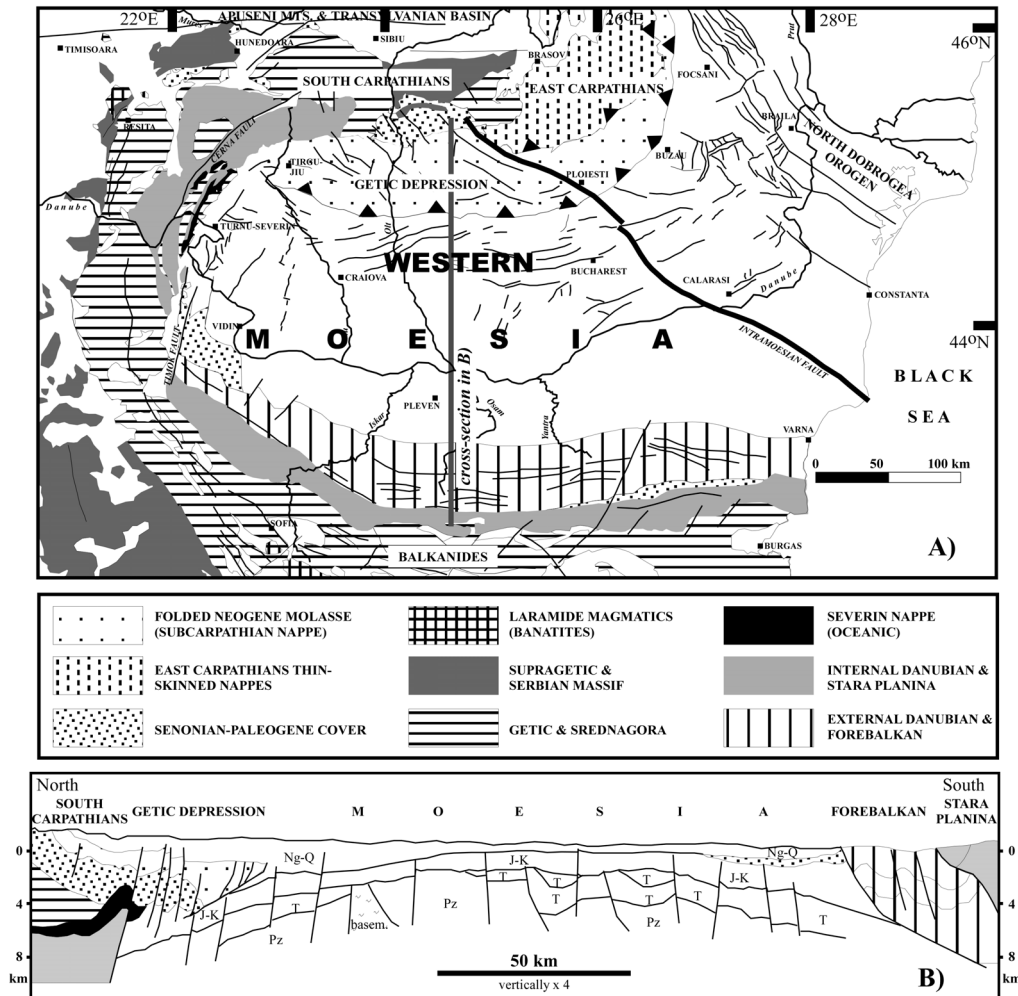 22oE
26oE
28oE
46oN
44oN
APUSENI MTS. & TRANSYLVANIAN BASIN
Mures
Prut
TIMISOARA
HUNEDOARA
SIBIU
BRASOV
FOCSANI
SOUTH CARPATHIANS
EAST CARPATHIANS
RESITA
BRAILA
NORTH DOBROGEA
OROGEN
CERNA FAULT
TIRGU-
JIU
BUZAU
GETIC DEPRESSION
PLOIESTI
Danube
TURNU-SEVERIN
Olt
WESTERN
BUCHAREST
CRAIOVA
CALARASI
Danube
CONSTANTA
VIDIN
M O E S I A
INTRAMOESIAN FAULT
TIMOK FAULT
BLACK
SEA
PLEVEN
Iskar
Osam
Yantra
cross-section in B)
VARNA
0 50 100 km
SOFIA
BALKANIDES
BURGAS
A)
FOLDED NEOGENE MOLASSE
(SUBCARPATHIAN NAPPE)
LARAMIDE MAGMATICS
(BANATITES)
SEVERIN NAPPE
(OCEANIC)
EAST CARPATHIANS THIN-
SKINNED NAPPES
SUPRAGETIC &
SERBIAN MASSIF
INTERNAL DANUBIAN &
STARA PLANINA
SENONIAN-PALEOGENE COVER
GETIC & SREDNAGORA
EXTERNAL DANUBIAN &
FOREBALKAN
North
South
SOUTH
CARPATHIANS
GETIC DEPRESSION
M O E S I A
FOREBALKAN
STARA
PLANINA
0
4
8
km
Ng-Q
J-K
T
Pz
basem.
Pz
J-K
T
T
T
T
T
Pz
Ng-Q
J-K
T
T
0
4
8
km
50 km
vertically x 4
B)